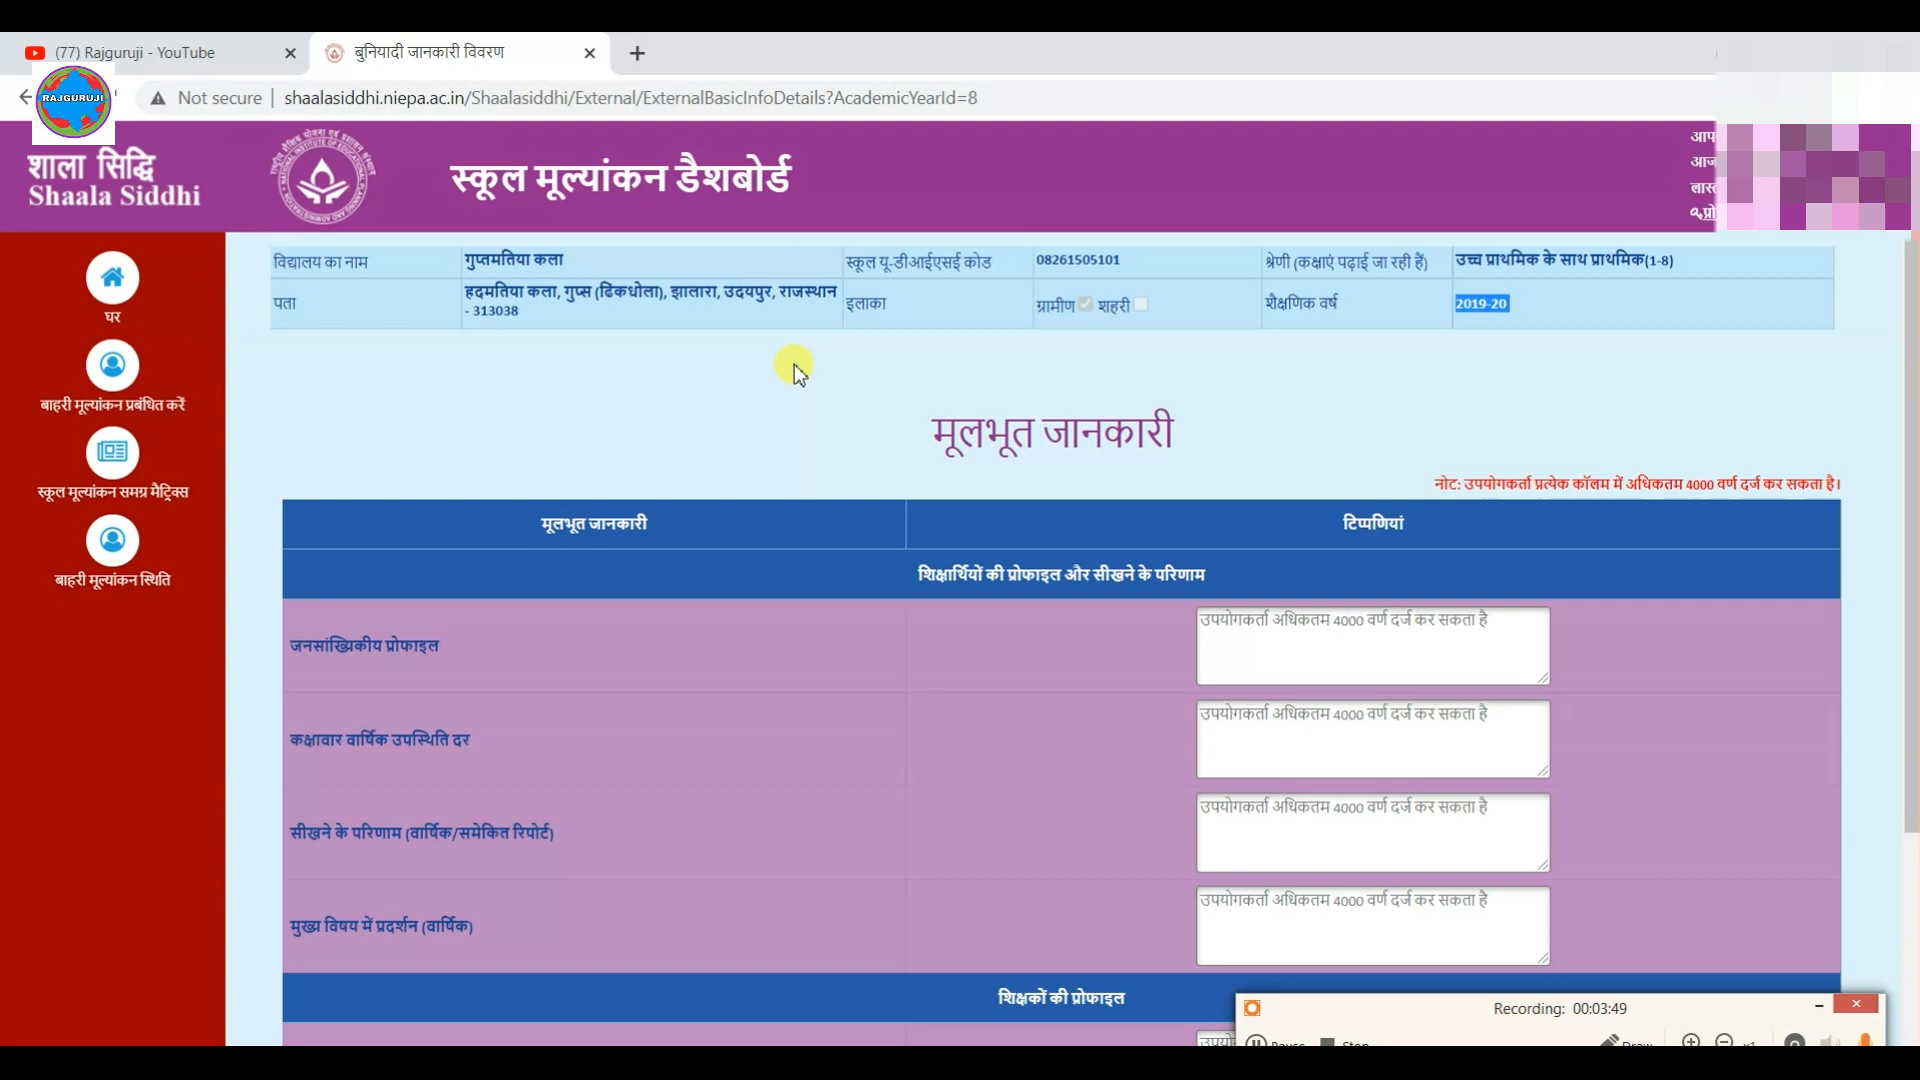 (77) Rajguruji - YouTube
बुनियादी जानकारी विवरण
RAJGURUJI
Not secure
shaalasiddhi.niepa.ac.in/Shaalasiddhi/External/ExternalBasicInfoDetails?AcademicYearId=8
शाला सिद्धि
Shaala Siddhi
स्कूल मूल्यांकन डैशबोर्ड
घर
बाहरी मूल्यांकन प्रबंधित करें
स्कूल मूल्यांकन समग्र मैट्रिक्स
बाहरी मूल्यांकन स्थिति
विद्यालय का नाम
गुप्तमतिया कला
स्कूल यू-डीआईएसई कोड
08261505101
श्रेणी (कक्षाएं पढ़ाई जा रही हैं)
उच्च प्राथमिक के साथ प्राथमिक(1-8)
पता
हदमतिया कला, गुप्स (ढिंकधोला), झालारा, उदयपुर, राजस्थान
- 313038
इलाका
ग्रामीण शहरी
शैक्षणिक वर्ष
2019-20
मूलभूत जानकारी
नोट: उपयोगकर्ता प्रत्येक कॉलम में अधिकतम 4000 वर्ण दर्ज कर सकता है।
मूलभूत जानकारी
टिप्पणियां
शिक्षार्थियों की प्रोफाइल और सीखने के परिणाम
जनसांख्यिकीय प्रोफाइल
उपयोगकर्ता अधिकतम 4000 वर्ण दर्ज कर सकता है
कक्षावार वार्षिक उपस्थिति दर
उपयोगकर्ता अधिकतम 4000 वर्ण दर्ज कर सकता है
सीखने के परिणाम (वार्षिक/समेकित रिपोर्ट)
उपयोगकर्ता अधिकतम 4000 वर्ण दर्ज कर सकता है
मुख्य विषय में प्रदर्शन (वार्षिक)
उपयोगकर्ता अधिकतम 4000 वर्ण दर्ज कर सकता है
शिक्षकों की प्रोफाइल
Recording: 00:03:49
Pause
Stop
Draw
x1